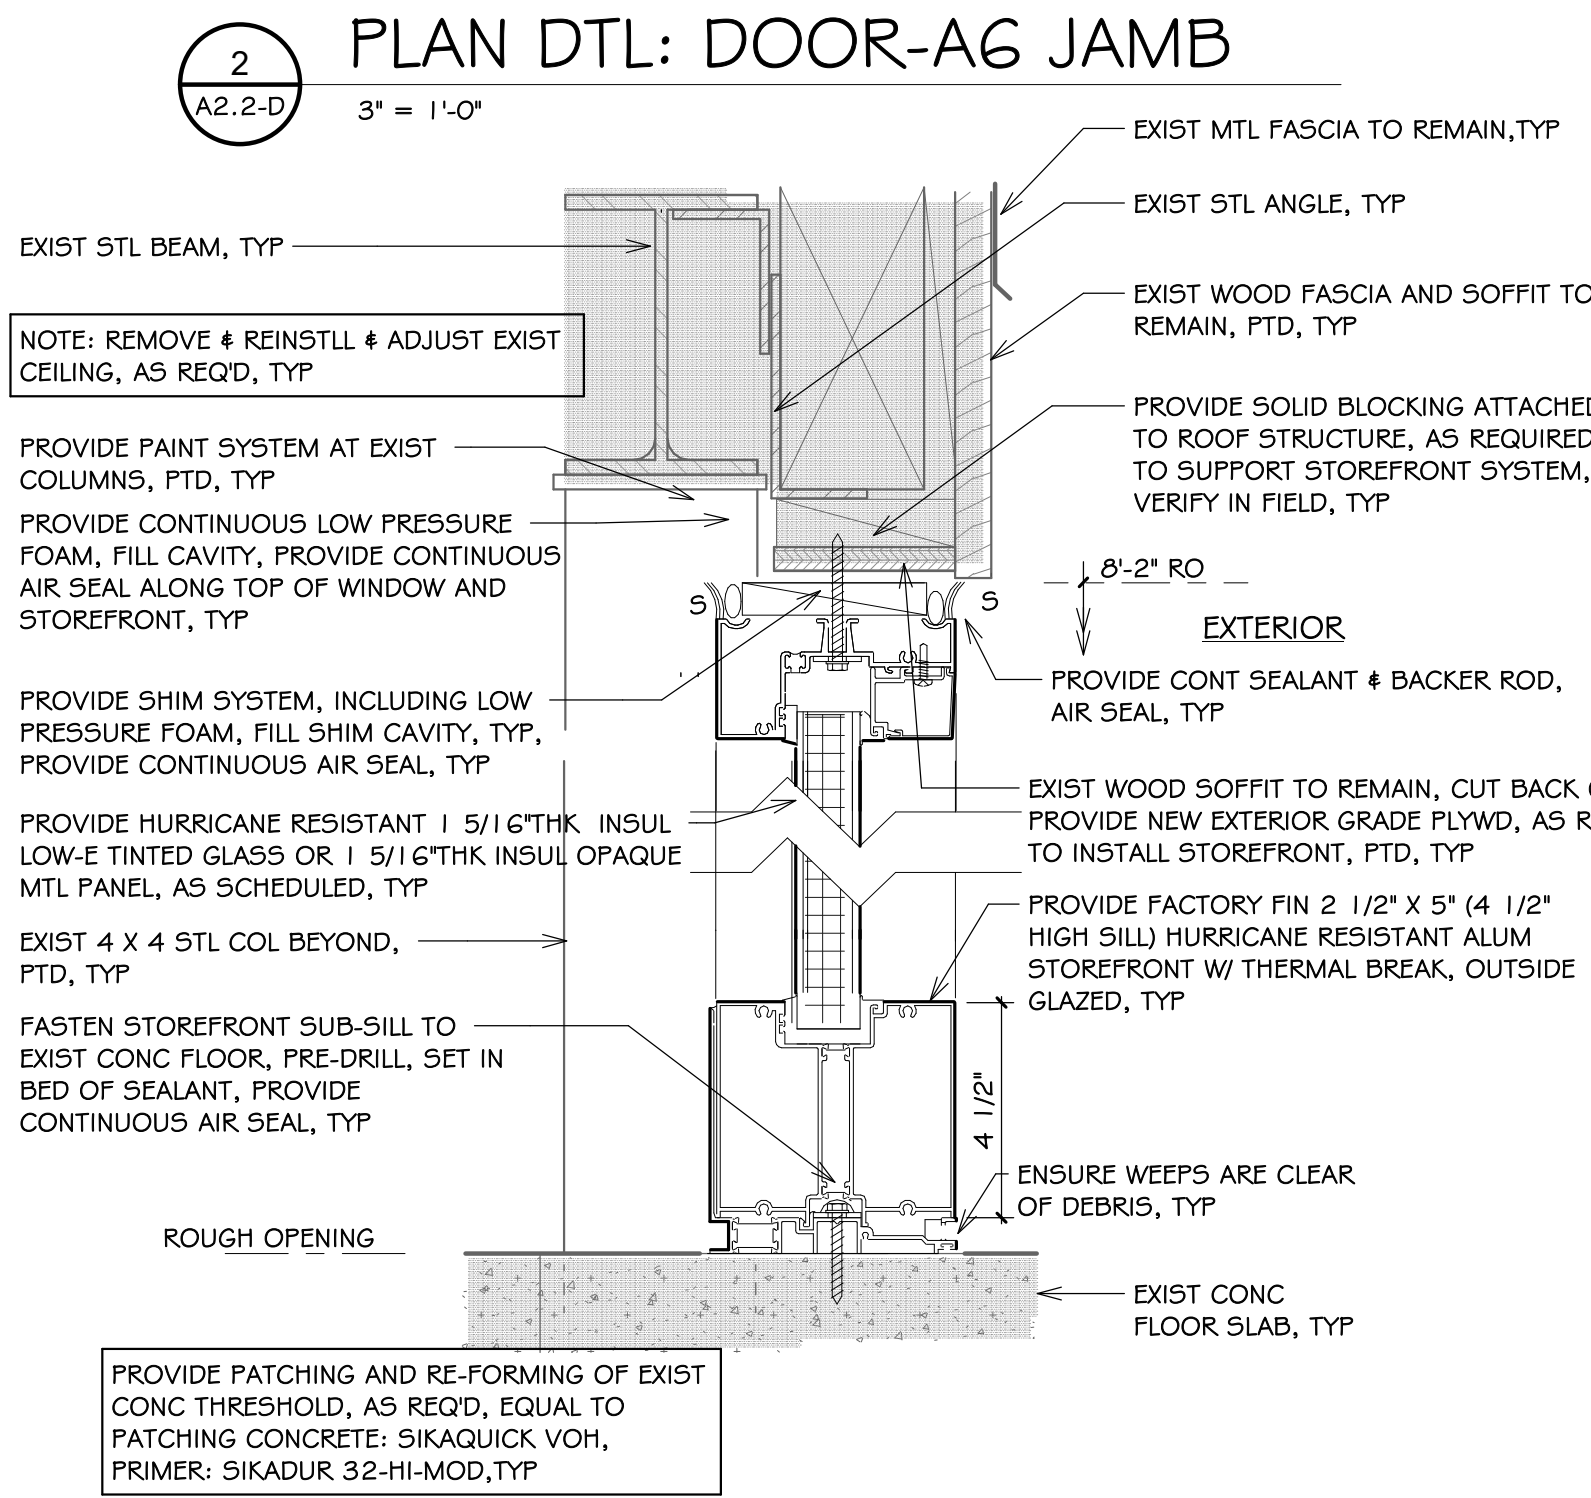 PLAN DTL: DOOR-A6 JAMB
2
A2.2-D
3" = 1'-0"
EXIST MTL FASCIA TO REMAIN,TYP
EXIST STL ANGLE, TYP
EXIST STL BEAM, TYP
EXIST WOOD FASCIA AND SOFFIT TO
REMAIN, PTD, TYP
NOTE: REMOVE & REINSTLL & ADJUST EXIST
CEILING, AS REQ'D, TYP
PROVIDE SOLID BLOCKING ATTACHED
TO ROOF STRUCTURE, AS REQUIRED
TO SUPPORT STOREFRONT SYSTEM,
VERIFY IN FIELD, TYP
PROVIDE PAINT SYSTEM AT EXIST
COLUMNS, PTD, TYP
PROVIDE CONTINUOUS LOW PRESSURE
FOAM, FILL CAVITY, PROVIDE CONTINUOUS
AIR SEAL ALONG TOP OF WINDOW AND
STOREFRONT, TYP
8'-2" RO
S
S
EXTERIOR
PROVIDE CONT SEALANT & BACKER ROD,
AIR SEAL, TYP
PROVIDE SHIM SYSTEM, INCLUDING LOW
PRESSURE FOAM, FILL SHIM CAVITY, TYP,
PROVIDE CONTINUOUS AIR SEAL, TYP
EXIST WOOD SOFFIT TO REMAIN, CUT BACK
PROVIDE NEW EXTERIOR GRADE PLYWD, AS
TO INSTALL STOREFRONT, PTD, TYP
PROVIDE HURRICANE RESISTANT 1 5/16"THK INSUL
LOW-E TINTED GLASS OR 1 5/16"THK INSUL OPAQUE
MTL PANEL, AS SCHEDULED, TYP
PROVIDE FACTORY FIN 2 1/2" X 5" (4 1/2"
HIGH SILL) HURRICANE RESISTANT ALUM
STOREFRONT W/ THERMAL BREAK, OUTSIDE
GLAZED, TYP
EXIST 4 X 4 STL COL BEYOND,
PTD, TYP
FASTEN STOREFRONT SUB-SILL TO
EXIST CONC FLOOR, PRE-DRILL, SET IN
BED OF SEALANT, PROVIDE
CONTINUOUS AIR SEAL, TYP
4 1/2"
ENSURE WEEPS ARE CLEAR
OF DEBRIS, TYP
ROUGH OPENING
EXIST CONC
FLOOR SLAB, TYP
PROVIDE PATCHING AND RE-FORMING OF EXIST
CONC THRESHOLD, AS REQ'D, EQUAL TO
PATCHING CONCRETE: SIKAQUICK VOH,
PRIMER: SIKADUR 32-HI-MOD,TYP